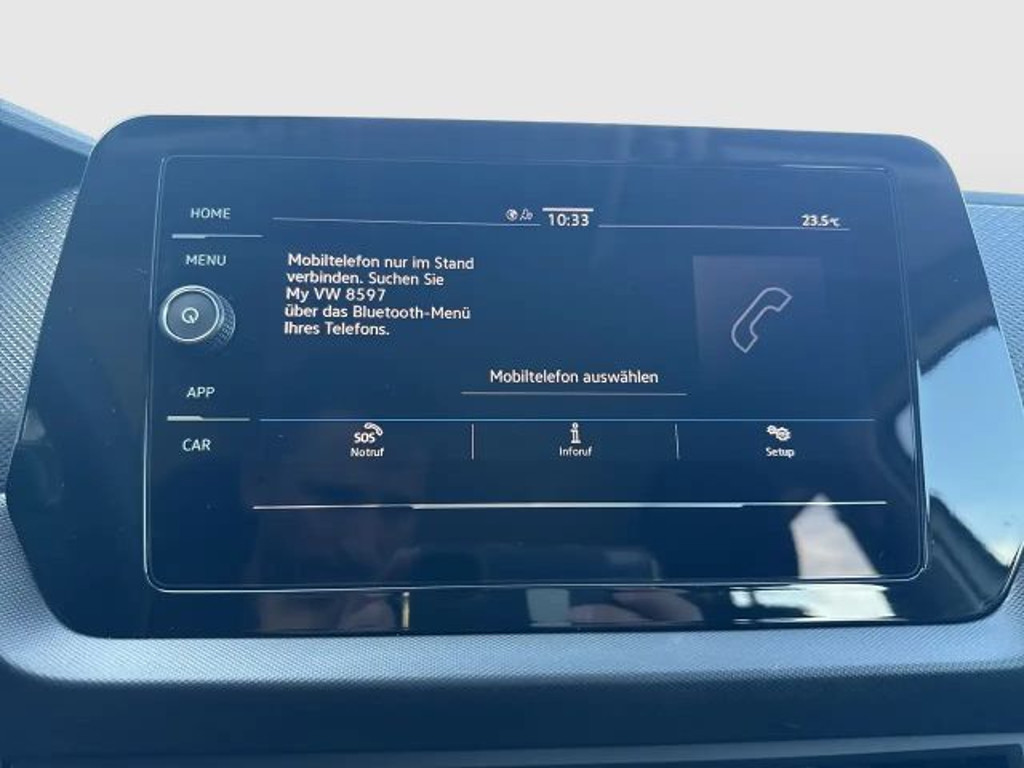 HOME
10:33
23.5°C
MENU
Mobiltelefon nur im Stand
verbinden. Suchen Sie
My VW 8597
über das Bluetooth-Menü
Ihres Telefons.
Mobiltelefon auswählen
APP
CAR
SOS
Notruf
i
Inforuf
Setup